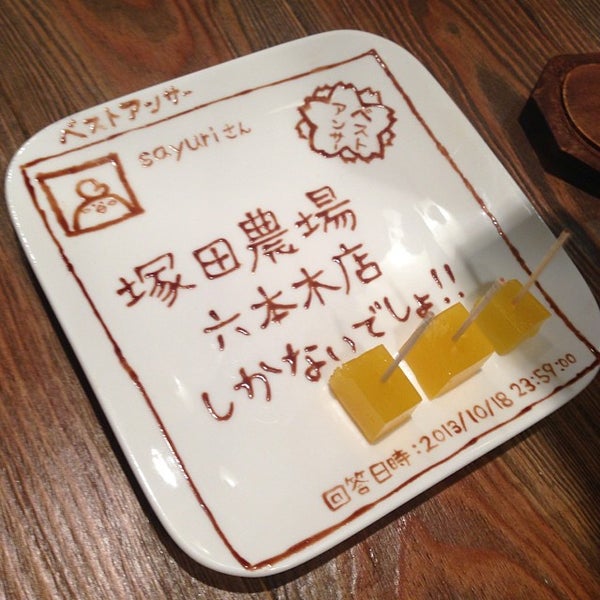 ベストアンサー
sayuriさん
ベスト
アンサー
塚田農場
六本木店
しかないでしょ!!
回答日時:2013/10/18 23:59:00